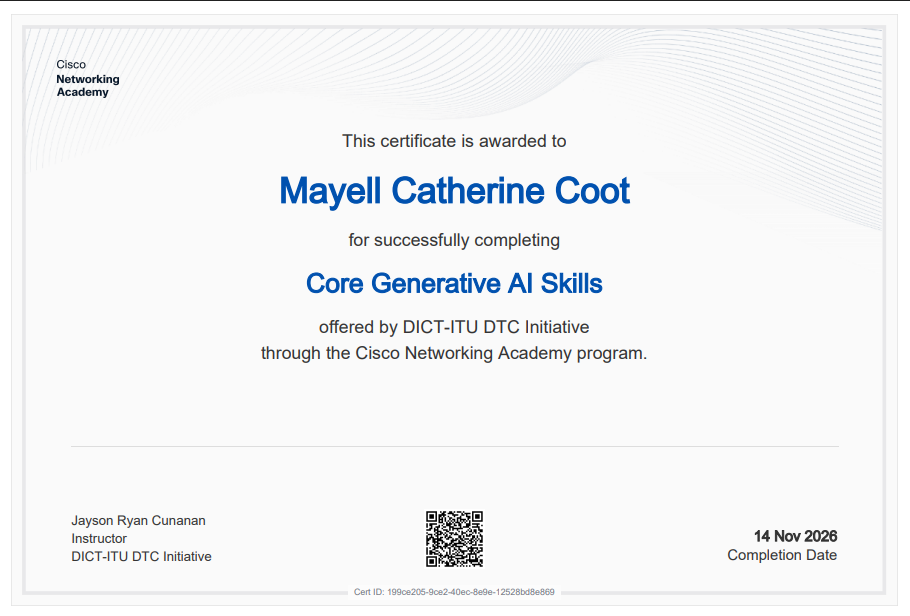 Cisco
Networking
Academy
This certificate is awarded to
Mayell Catherine Coot
for successfully completing
Core Generative AI Skills
offered by DICT-ITU DTC Initiative
through the Cisco Networking Academy program.
Jayson Ryan Cunanan
Instructor
DICT-ITU DTC Initiative
14 Nov 2026
Completion Date
Cert ID: 199ce205-9ce2-40ec-8e9e-12528bd8e869